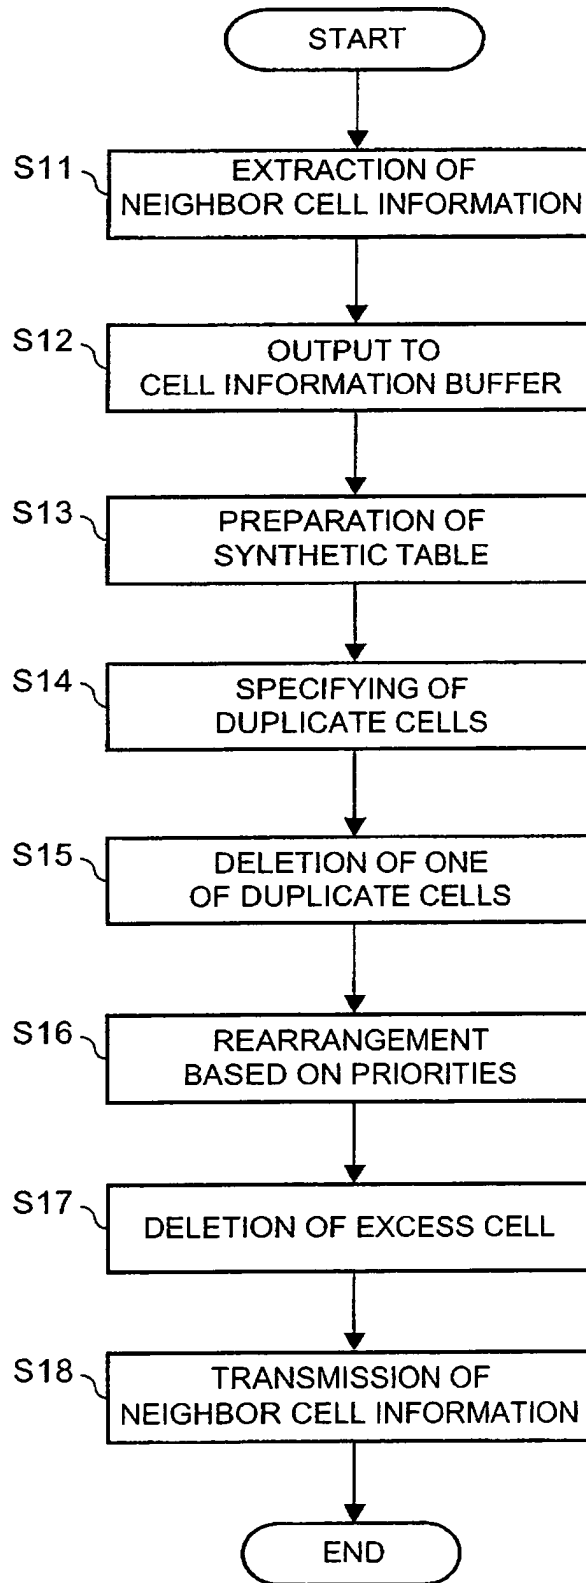 START
S11
EXTRACTION OF
NEIGHBOR CELL INFORMATION
S12
OUTPUT TO
CELL INFORMATION BUFFER
S13
PREPARATION OF
SYNTHETIC TABLE
S14
SPECIFYING OF
DUPLICATE CELLS
S15
DELETION OF ONE
OF DUPLICATE CELLS
S16
REARRANGEMENT
BASED ON PRIORITIES
S17
DELETION OF EXCESS CELL
S18
TRANSMISSION OF
NEIGHBOR CELL INFORMATION
END